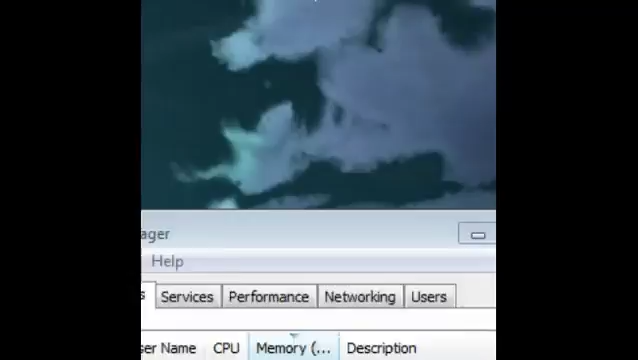 ager
Help
s Services Performance Networking Users
ser Name CPU Memory (... Description